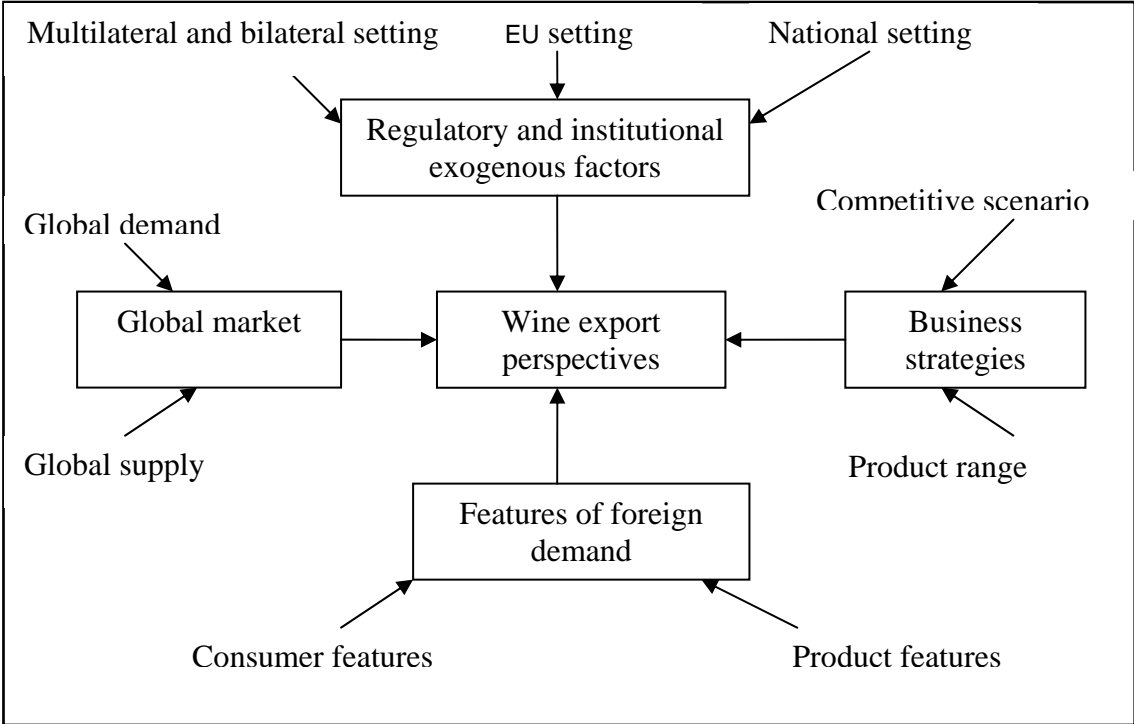 Multilateral and bilateral setting
EU setting
National setting
Regulatory and institutional
exogenous factors
Global demand
Competitive scenario
Global market
Wine export
perspectives
Business
strategies
Global supply
Product range
Features of foreign
demand
Consumer features
Product features